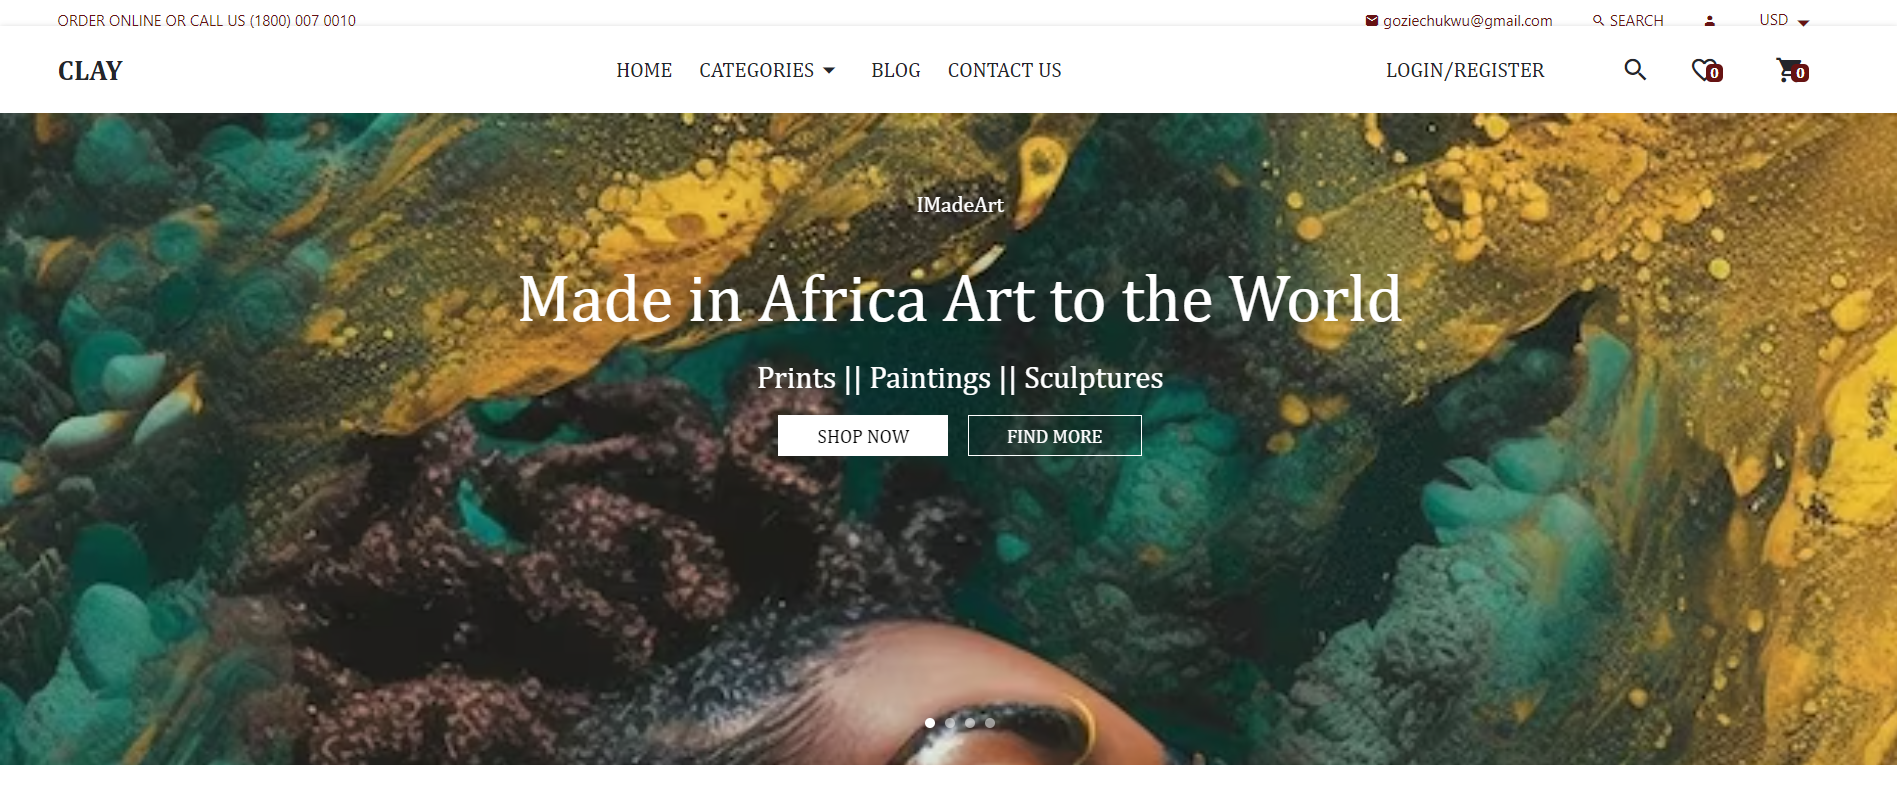 ORDER ONLINE OR CALL US (1800) 007 0010
goziechukwu@gmail.com
SEARCH
USD
CLAY
HOME
CATEGORIES
BLOG
CONTACT US
LOGIN/REGISTER
0
0
IMadeArt
Made in Africa Art to the World
Prints || Paintings || Sculptures
SHOP NOW
FIND MORE